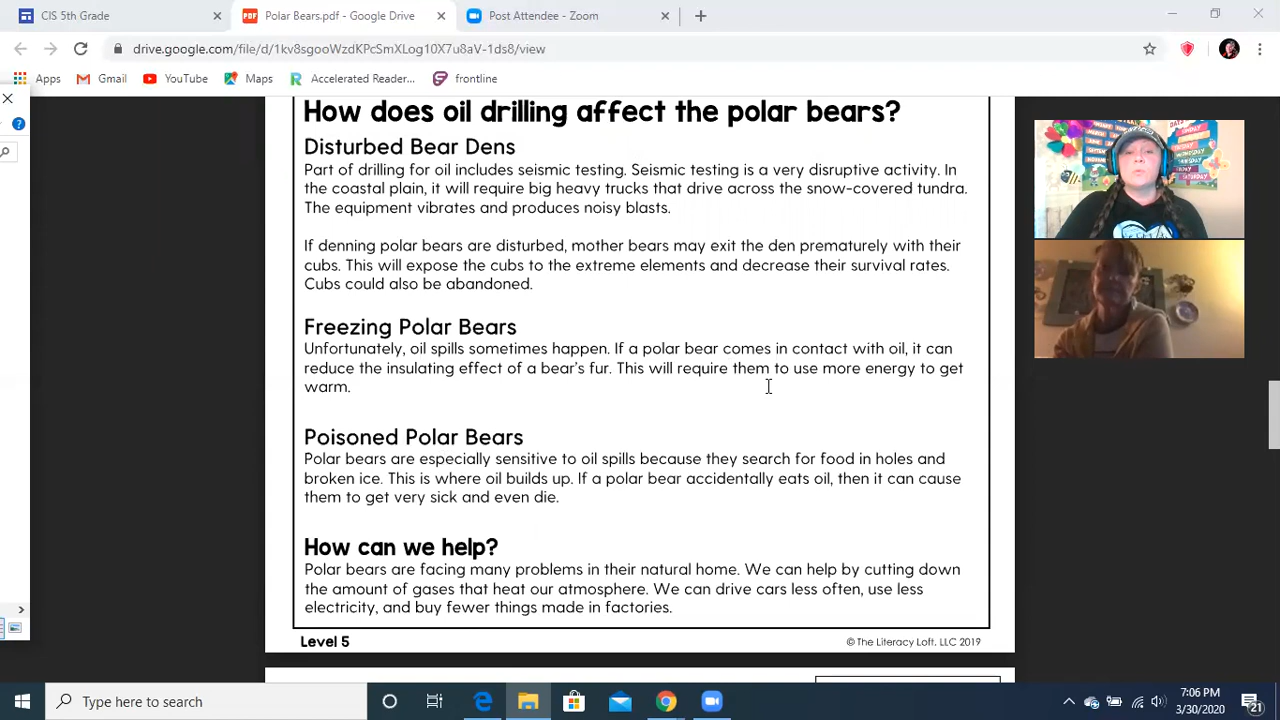 CIS 5th Grade
Polar Bears.pdf - Google Drive
Post Attendee - Zoom
drive.google.com/file/d/1kv8sgooWzdKPcSmXLog10X7u8aV-1ds8/view
Apps
Gmail
YouTube
Maps
Accelerated Reader...
frontline
How does oil drilling affect the polar bears?
Disturbed Bear Dens
Part of drilling for oil includes seismic testing. Seismic testing is a very disruptive activity. In
the coastal plain, it will require big heavy trucks that drive across the snow-covered tundra.
The equipment vibrates and produces noisy blasts.
If denning polar bears are disturbed, mother bears may exit the den prematurely with their
cubs. This will expose the cubs to the extreme elements and decrease their survival rates.
Cubs could also be abandoned.
Freezing Polar Bears
Unfortunately, oil spills sometimes happen. If a polar bear comes in contact with oil, it can
reduce the insulating effect of a bear's fur. This will require them to use more energy to get
warm.
Poisoned Polar Bears
Polar bears are especially sensitive to oil spills because they search for food in holes and
broken ice. This is where oil builds up. If a polar bear accidentally eats oil, then it can cause
them to get very sick and even die.
How can we help?
Polar bears are facing many problems in their natural home. We can help by cutting down
the amount of gases that heat our atmosphere. We can drive cars less often, use less
electricity, and buy fewer things made in factories.
Level 5
© The Literacy Loft, LLC 2019
SUNDAY
TUESDAY
WEDNESDAY
SATURDAY
Type here to search
7:06 PM
3/30/2020
21